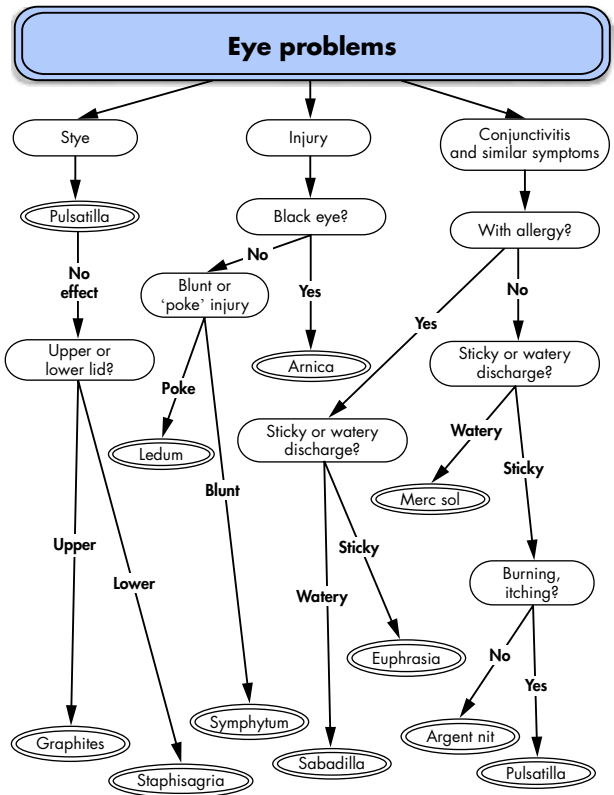 Eye problems
Stye
Injury
Conjunctivitis
and similar symptoms
Pulsatilla
Black eye?
With allergy?
No
effect
No
Yes
Blunt or
‘poke’ injury
Yes
No
Upper or
lower lid?
Arnica
Sticky or watery
discharge?
Poke
Ledum
Sticky or watery
discharge?
Watery
Merc sol
Sticky
Blunt
Upper
Lower
Sticky
Watery
Burning,
itching?
Euphrasia
No
Yes
Graphites
Symphytum
Argent nit
Staphisagria
Sabadilla
Pulsatilla